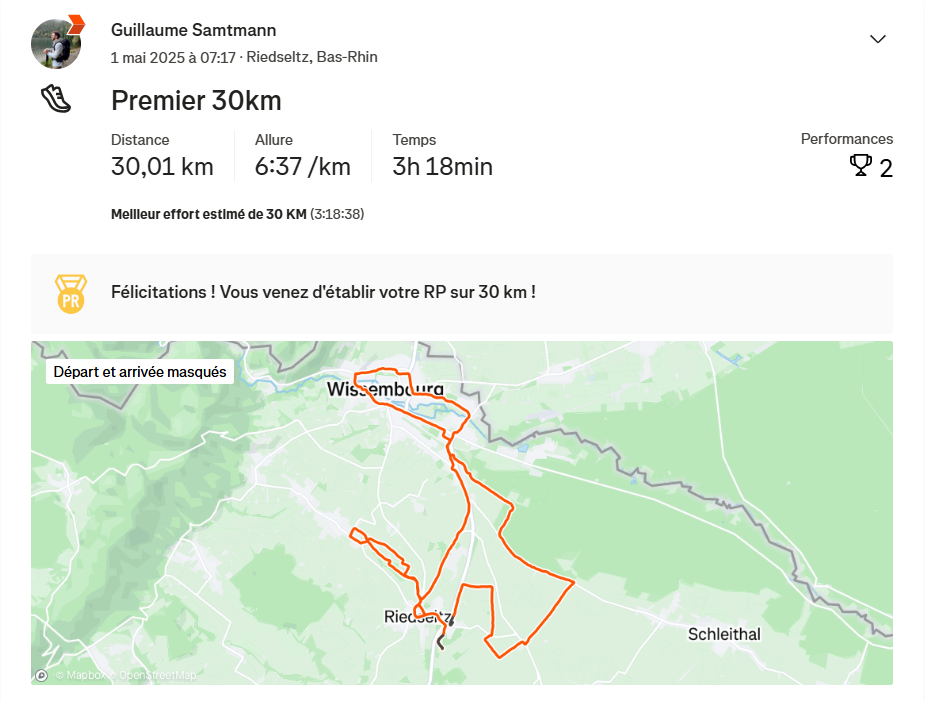 Guillaume Samtmann
1 mai 2025 à 07:17 · Riedseltz, Bas-Rhin
Premier 30km
Distance
30,01 km
Allure
6:37 /km
Temps
3h 18min
Performances
2
Meilleur effort estimé de 30 KM (3:18:38)
PR
Félicitations ! Vous venez d'établir votre RP sur 30 km !
Départ et arrivée masqués
Wissembourg
Riedseltz
Schleithal
© Mapbox © OpenStreetMap